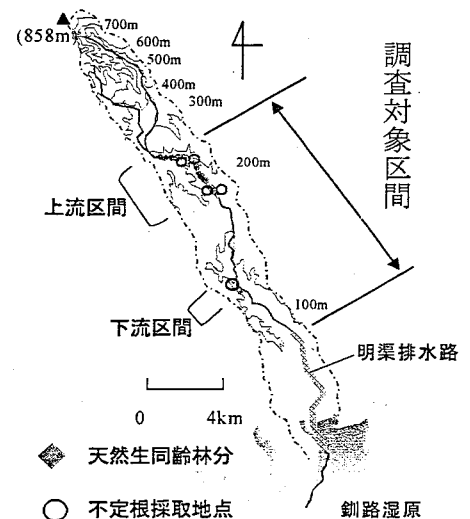 700m
(858m)
600m
500m
400m
300m
調査対象区間
200m
上流区間
100m
下流区間
明渠排水路
0 4km
天然生同齢林分
不定根採取地点
釧路湿原